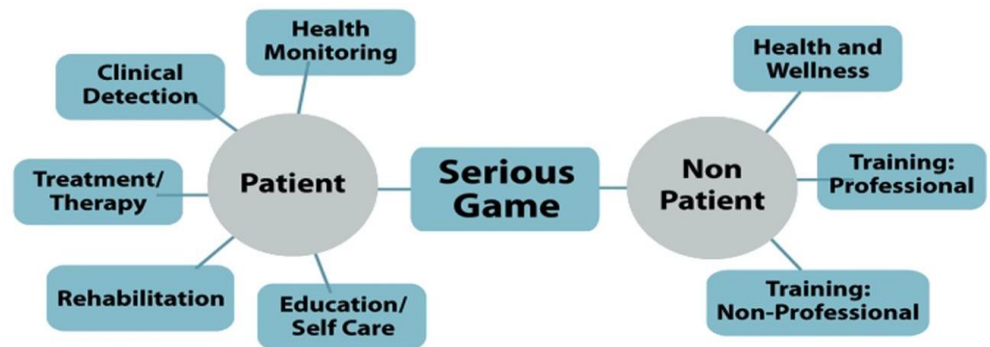 Health
Monitoring
Clinical
Detection
Treatment/
Therapy
Patient
Rehabilitation
Education/
Self Care
Serious
Game
Non
Patient
Health and
Wellness
Training:
Professional
Training:
Non-Professional